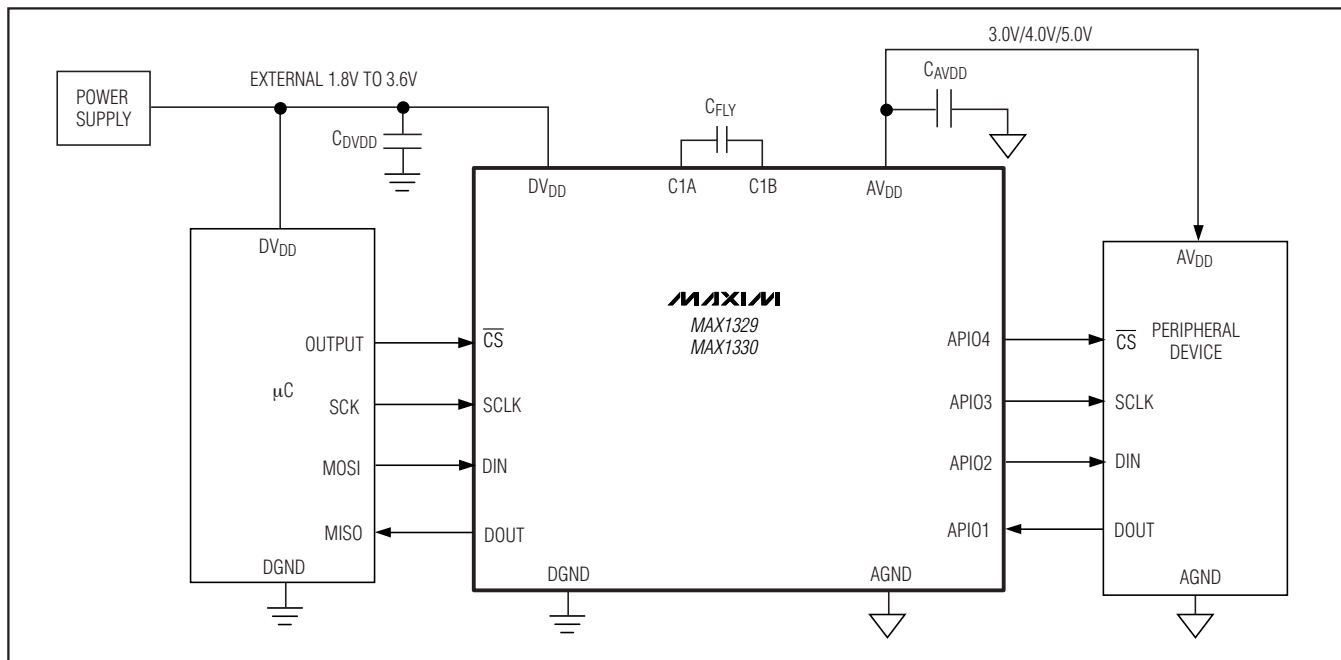 3.0V/4.0V/5.0V
EXTERNAL 1.8V TO 3.6V
POWER
SUPPLY
CAVDD
CFLY
CDVDD
DVDD
C1A
C1B
AVDD
DVDD
AVDD
MAXIM
MAX1329
MAX1330
OUTPUT
CS
APIO4
CS
PERIPHERAL
DEVICE
µC
SCK
SCLK
APIO3
SCLK
MOSI
DIN
APIO2
DIN
MISO
DOUT
APIO1
DOUT
DGND
DGND
AGND
AGND